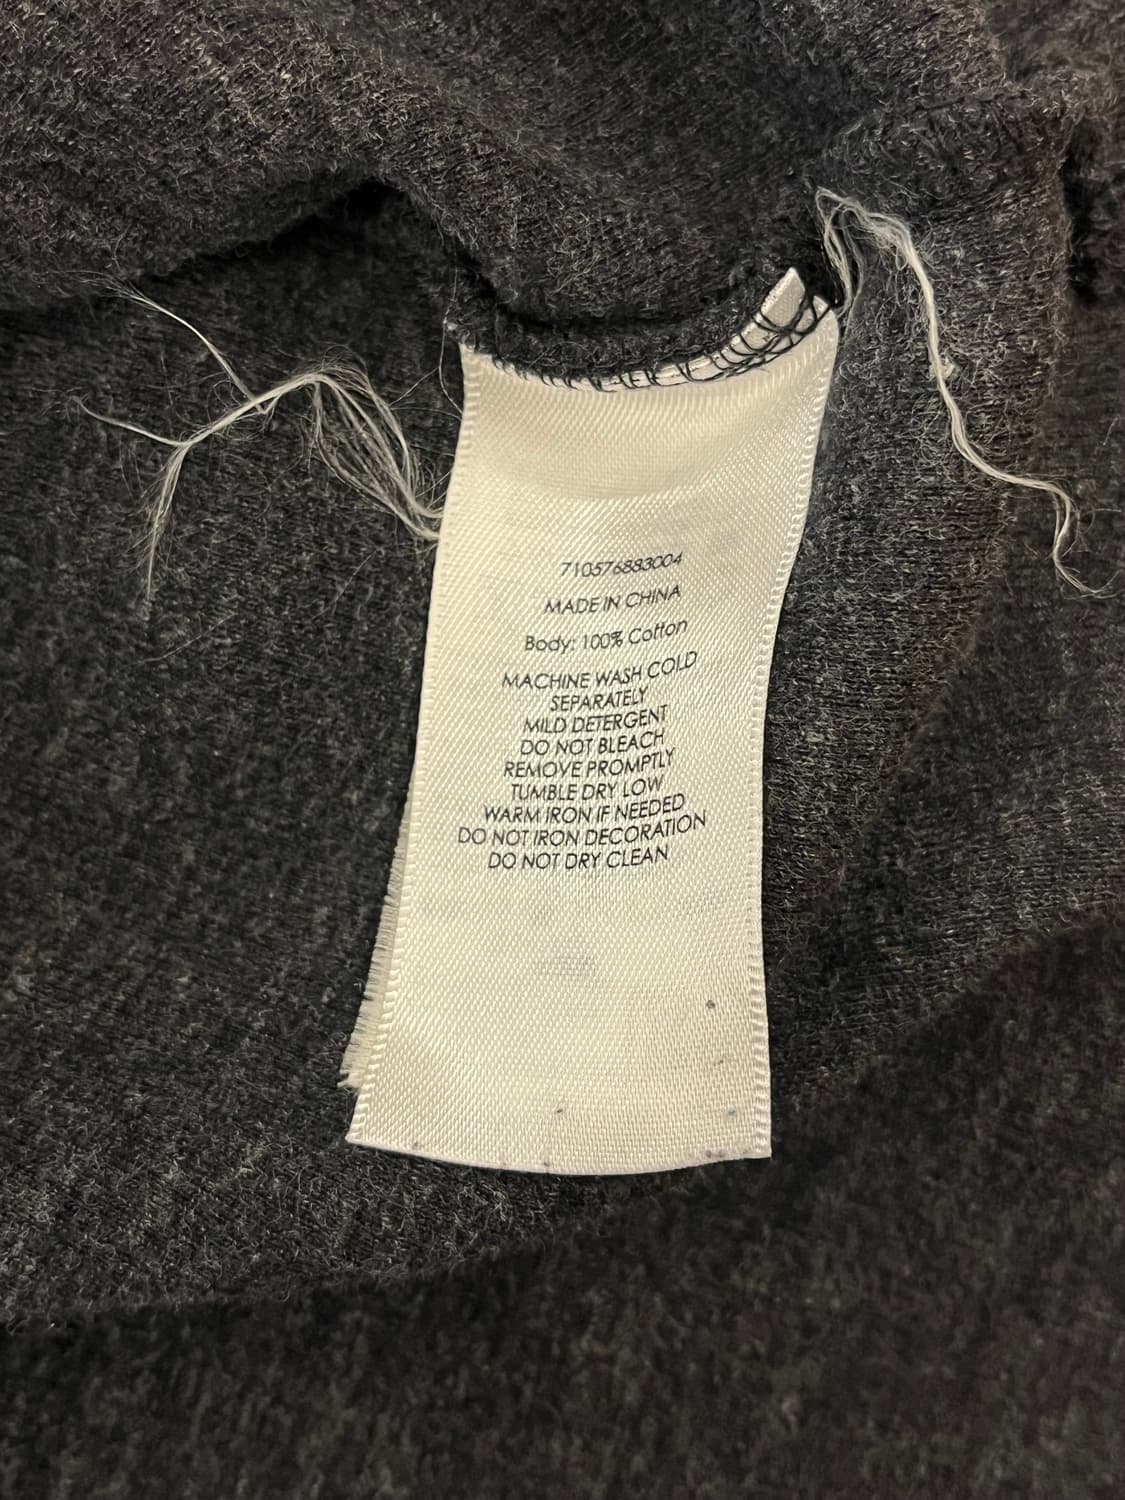 710576883004
MADE IN CHINA
Body: 100% Cotton
MACHINE WASH COLD
SEPARATELY
MILD DETERGENT
DO NOT BLEACH
REMOVE PROMPTLY
TUMBLE DRY LOW
WARM IRON IF NEEDED
DO NOT IRON DECORATION
DO NOT DRY CLEAN